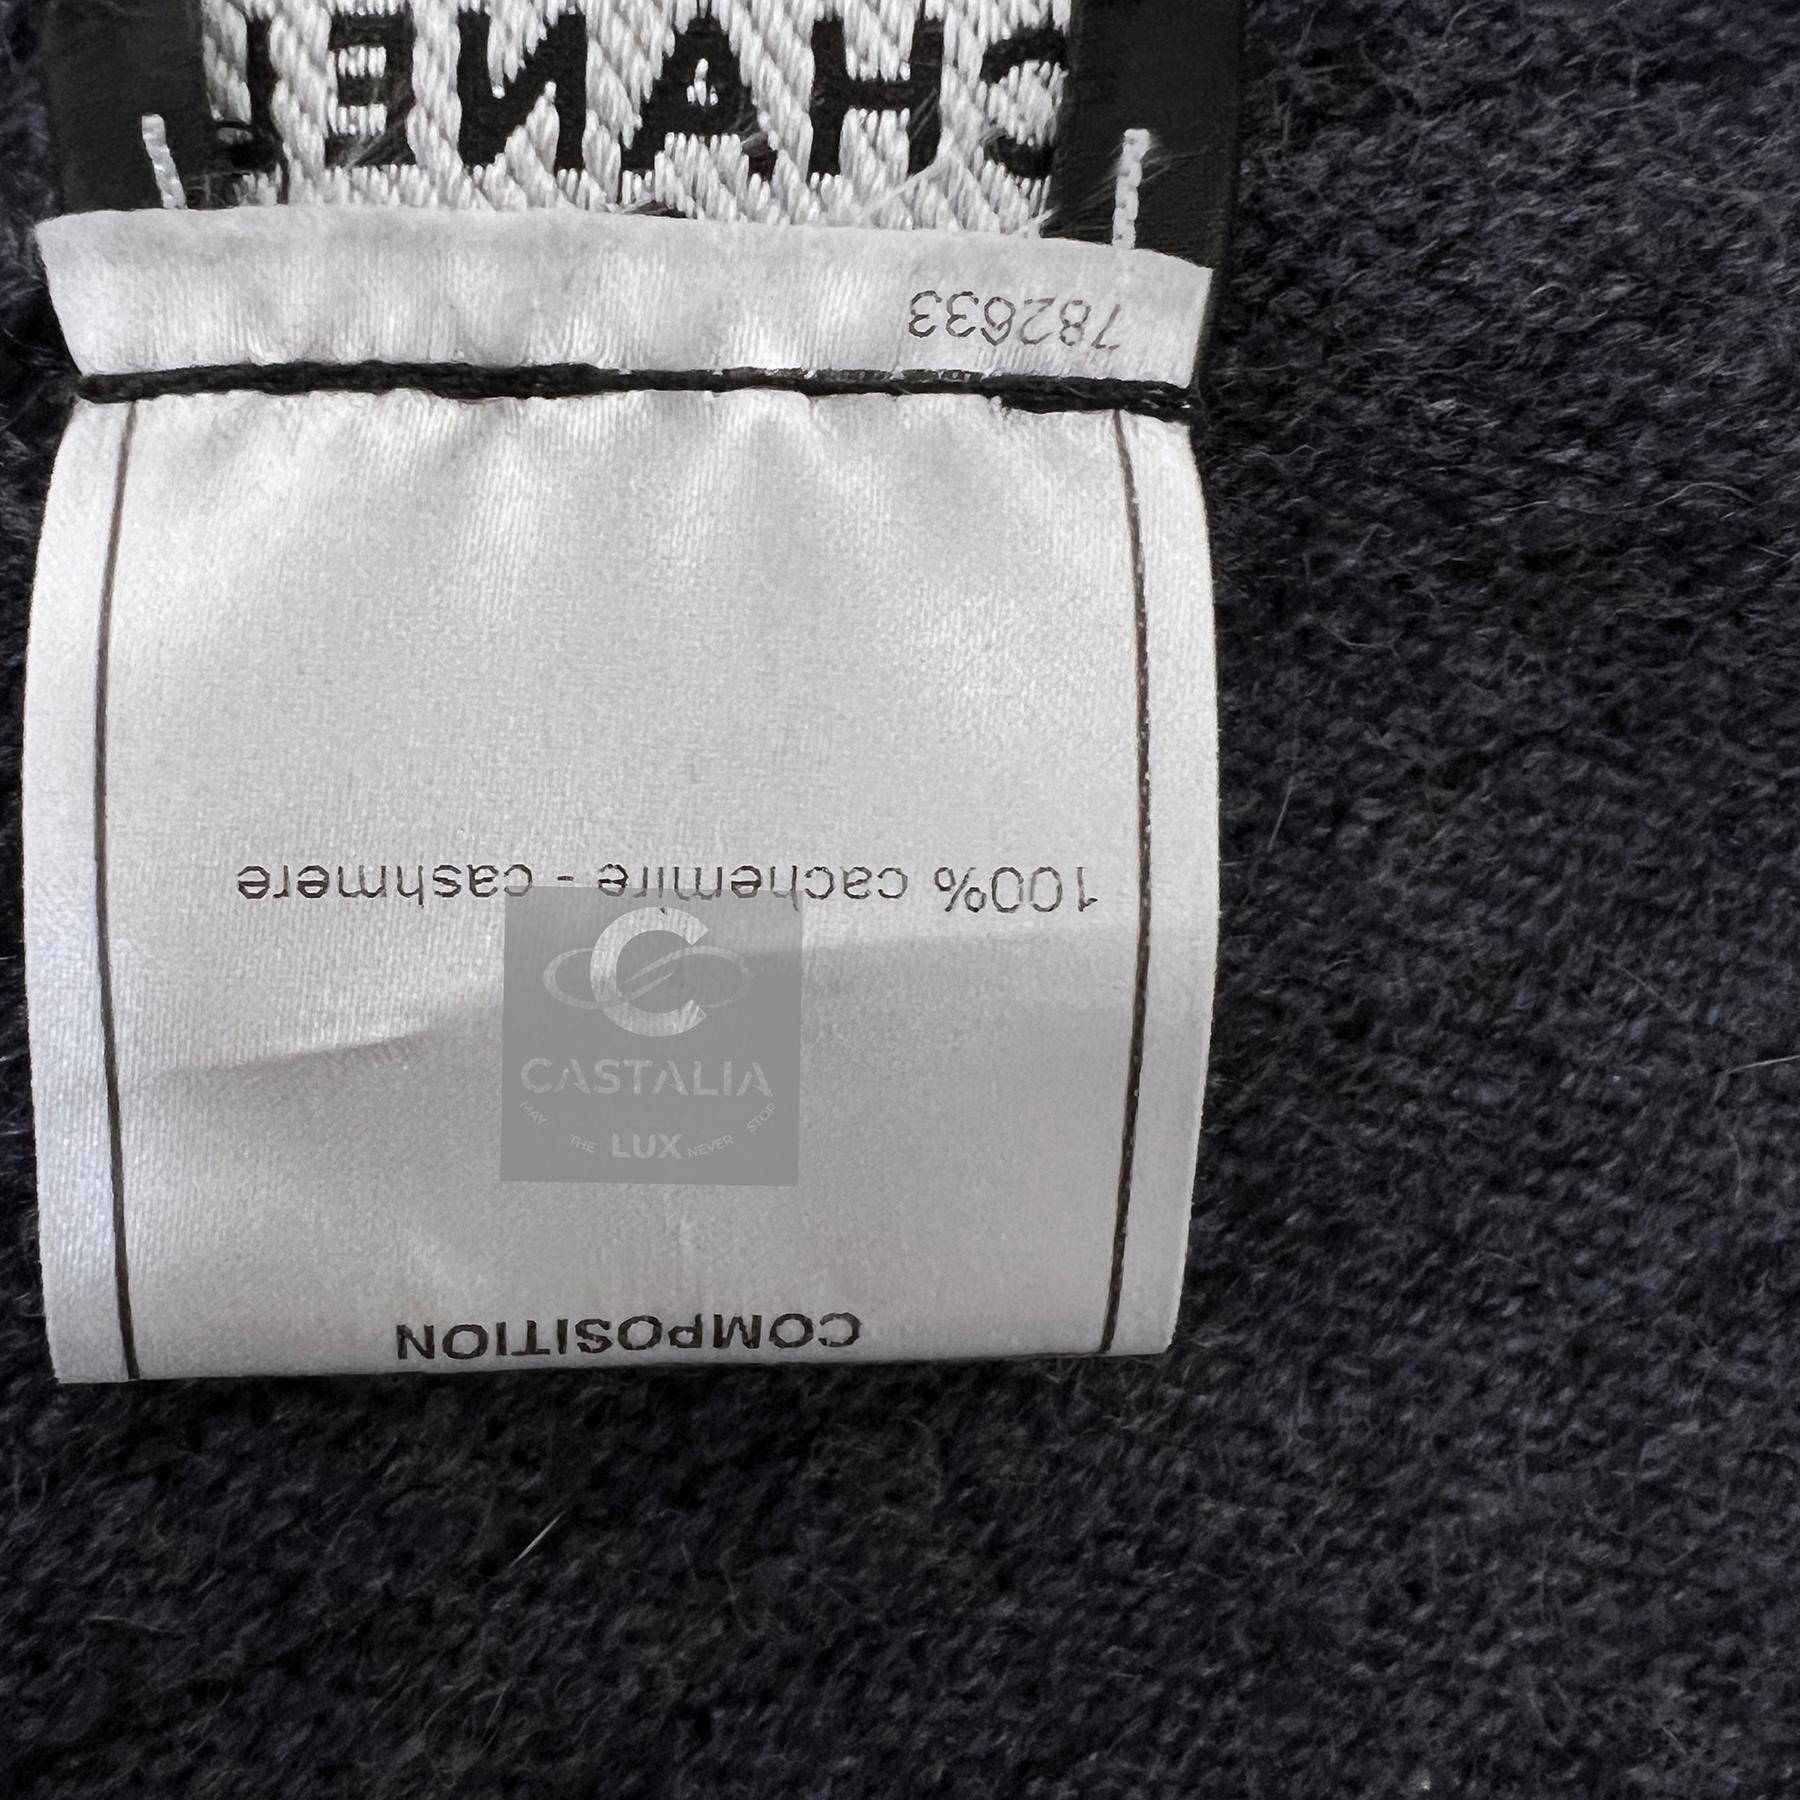 CHANEL
782633
100% cachemire - cashmere
COMPOSITION
CASTALIA
MAY THE LUX NEVER STOP